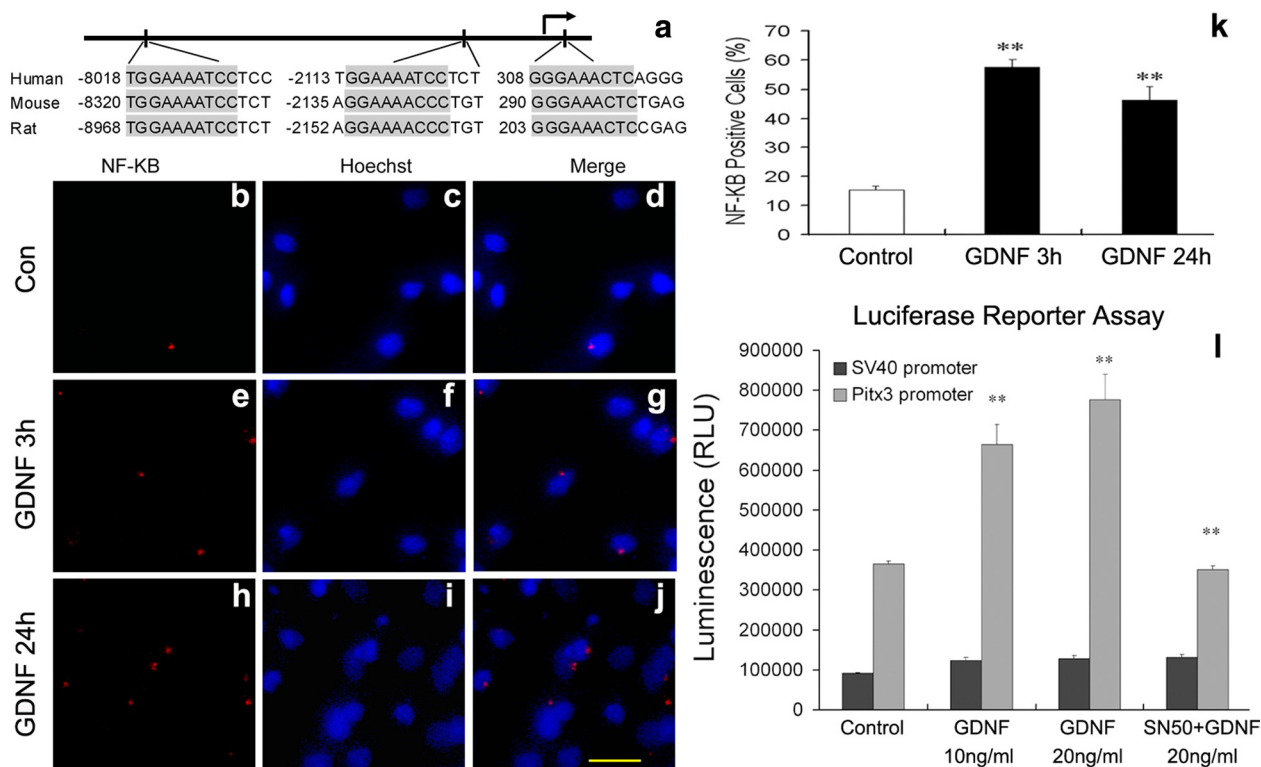 a
Human -8018 TGGAAAATCCTCC -2113 TGGAAAATCCTCT 308 GGGAAACTCAGGG
Mouse -8320 TGGAAAATCCTCT -2135 AGGAAAACCCTGT 290 GGGAAACTCTGAG
Rat -8968 TGGAAAATCCTCT -2152 AGGAAAACCCTGT 203 GGGAAACTCCGAG
NF-KB Hoechst Merge
Con
b c d
GDNF 3h
e f g
GDNF 24h
h i j
k
NF-KB Positive Cells (%)
70
60
50
40
30
20
10
0
** **
Control GDNF 3h GDNF 24h
Luciferase Reporter Assay
l
Luminescence (RLU)
900000
800000
700000
600000
500000
400000
300000
200000
100000
0
SV40 promoter
Pitx3 promoter
** ** **
Control GDNF GDNF SN50+GDNF
10ng/ml 20ng/ml 20ng/ml